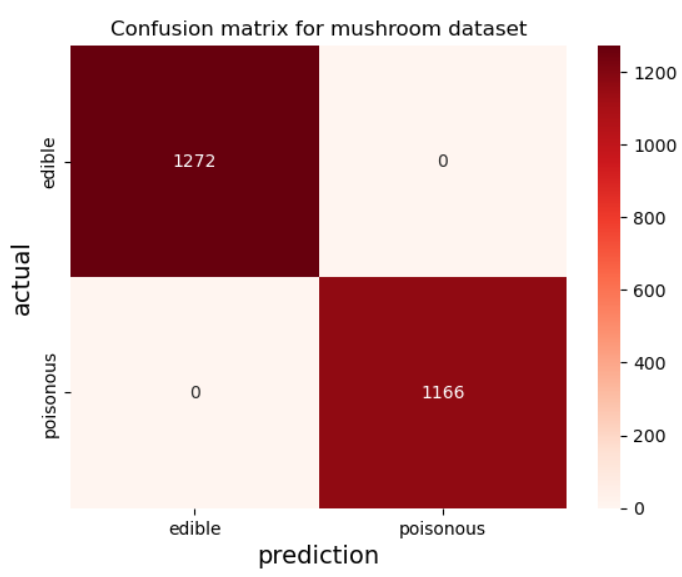 Confusion matrix for mushroom dataset
edible
1272
0
1200
1000
800
600
400
200
0
actual
poisonous
0
1166
edible
poisonous
prediction